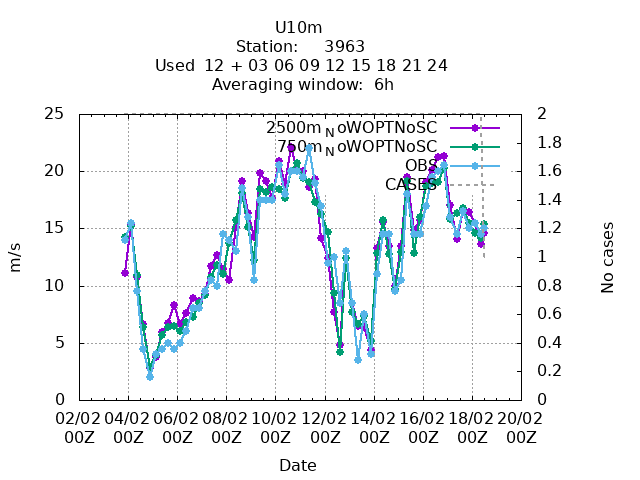 U10m
Station: 3963
Used 12 + 03 06 09 12 15 18 21 24
Averaging window: 6h
25 2
2500m NoWOPTNoSC
1.8
750m NoWOPTNoSC
20 OBS 1.6
CASES
1.4
15 1.2
m/s No cases
1
10 0.8
0.6
5 0.4
0.2
0 0
02/02 04/02 06/02 08/02 10/02 12/02 14/02 16/02 18/02 20/02
00Z 00Z 00Z 00Z 00Z 00Z 00Z 00Z 00Z 00Z
Date